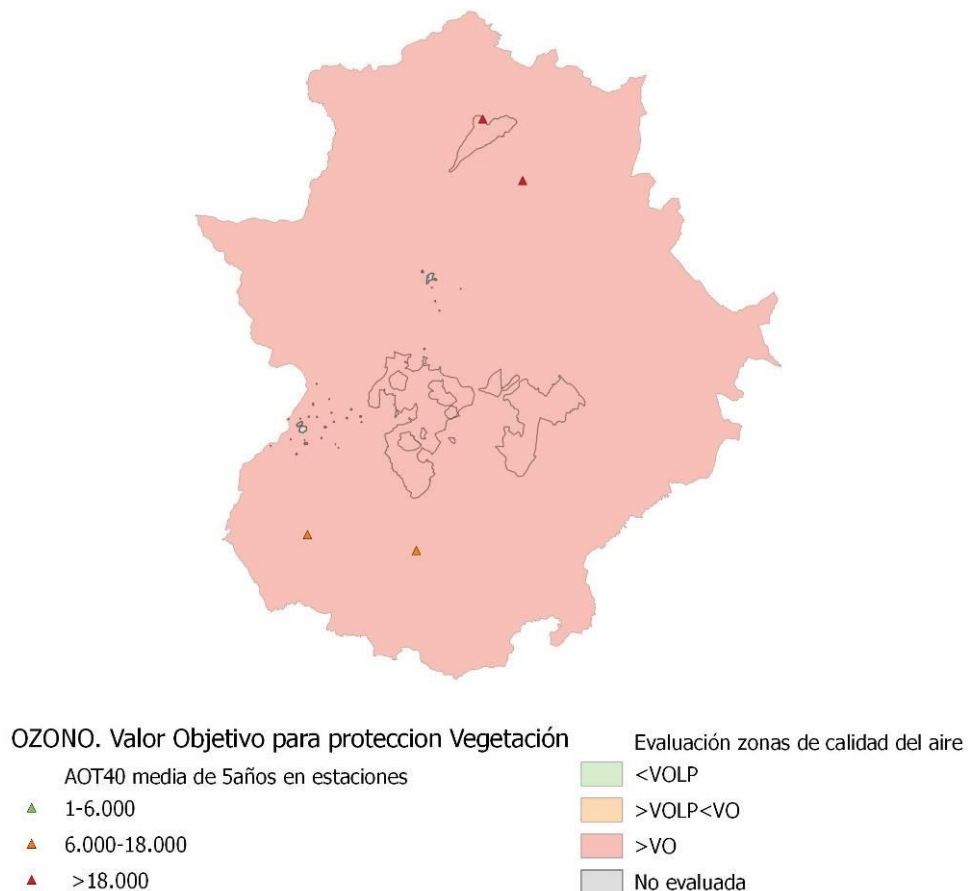 OZONO. Valor Objetivo para proteccion Vegetación
AOT40 media de 5años en estaciones
1-6.000
6.000-18.000
>18.000
Evaluación zonas de calidad del aire
<VOLP
>VOLP<VO
>VO
No evaluada